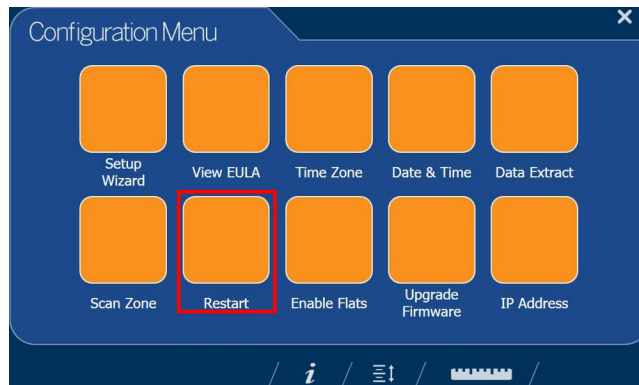 Configuration Menu
X
Setup
Wizard
View EULA
Time Zone
Date & Time
Data Extract
Scan Zone
Restart
Enable Flats
Upgrade
Firmware
IP Address
i